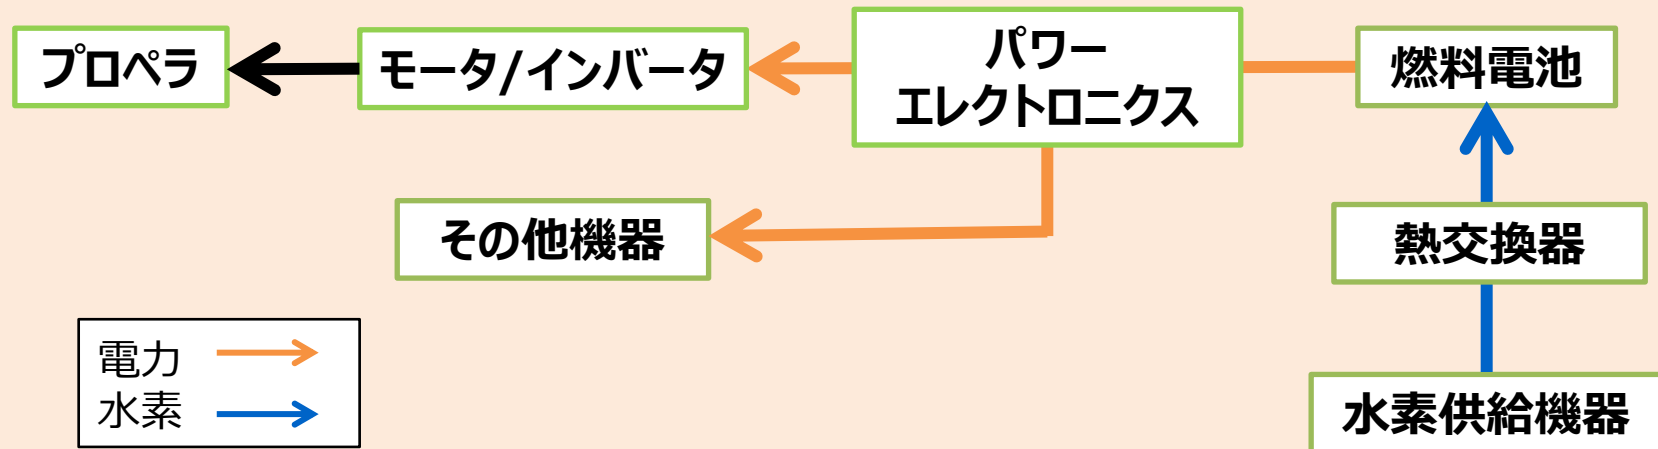 プロペラ
モータ/インバータ
パワー
エレクトロニクス
燃料電池
その他機器
熱交換器
電力
水素
水素供給機器